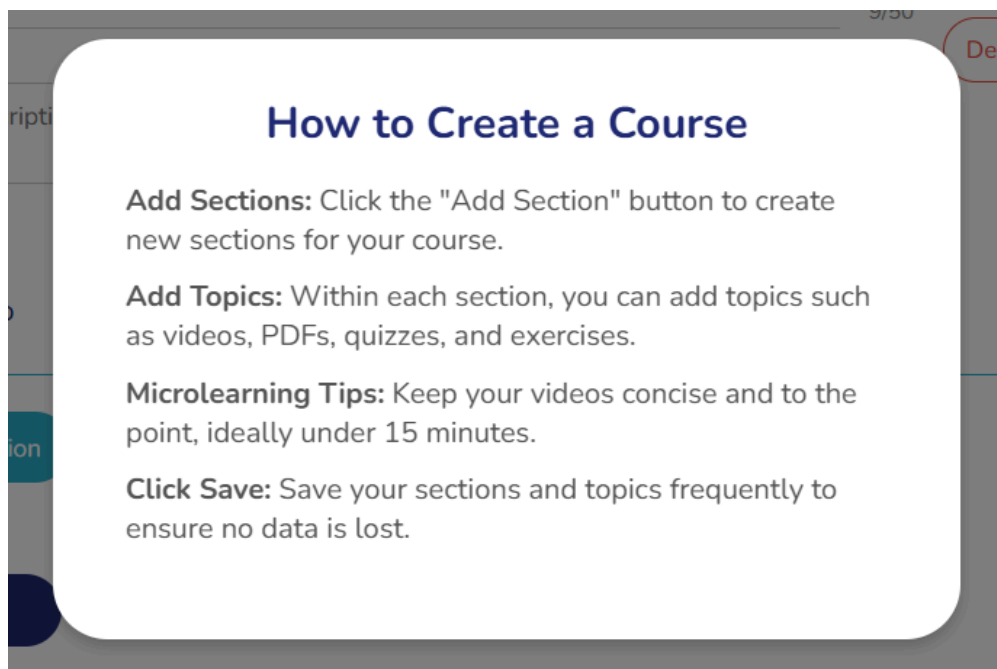 9/50
De
How to Create a Course
ripti
Add Sections: Click the "Add Section" button to create
new sections for your course.
Add Topics: Within each section, you can add topics such
as videos, PDFs, quizzes, and exercises.
Microlearning Tips: Keep your videos concise and to the
point, ideally under 15 minutes.
ion
Click Save: Save your sections and topics frequently to
ensure no data is lost.